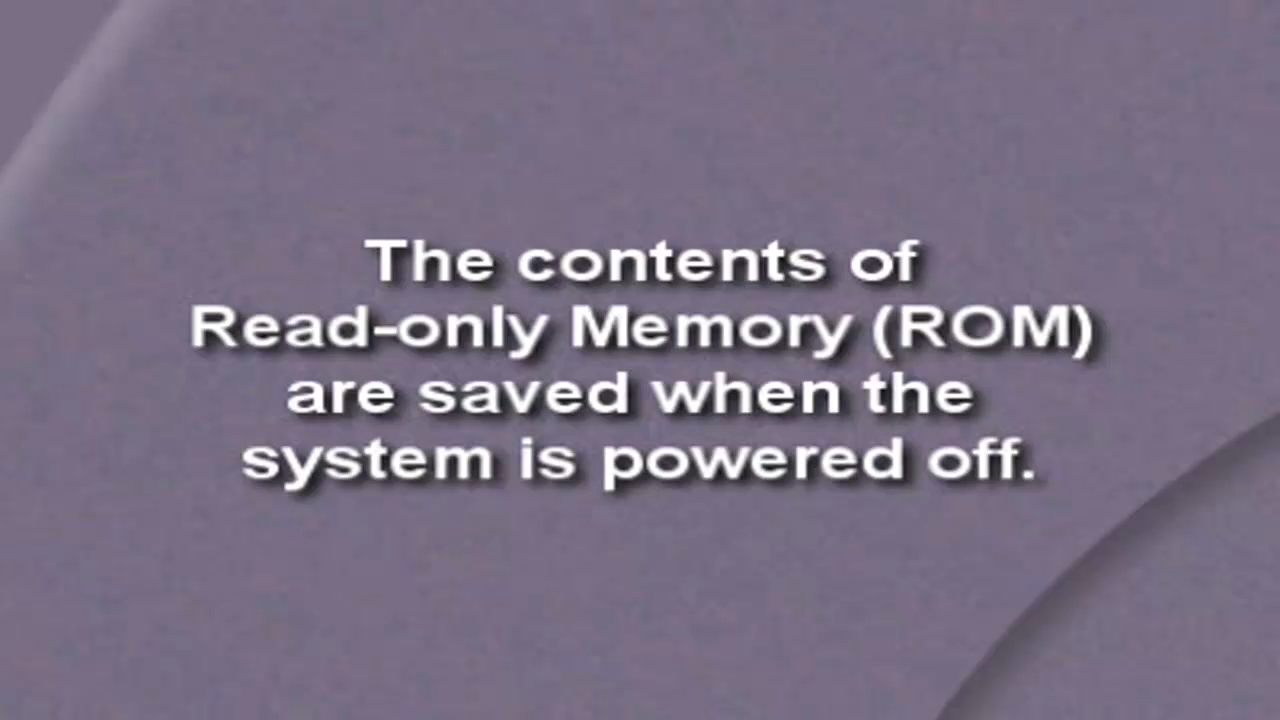 The contents of
Read-only Memory (ROM)
are saved when the
system is powered off.